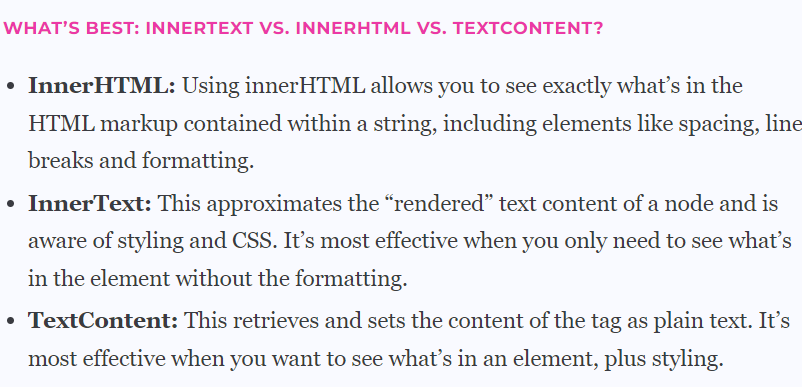 WHAT'S BEST: INNERTEXT VS. INNERHTML VS. TEXTCONTENT?
• InnerHTML: Using innerHTML allows you to see exactly what's in the
HTML markup contained within a string, including elements like spacing, line
breaks and formatting.
• InnerText: This approximates the “rendered” text content of a node and is
aware of styling and CSS. It's most effective when you only need to see what's
in the element without the formatting.
• TextContent: This retrieves and sets the content of the tag as plain text. It's
most effective when you want to see what's in an element, plus styling.